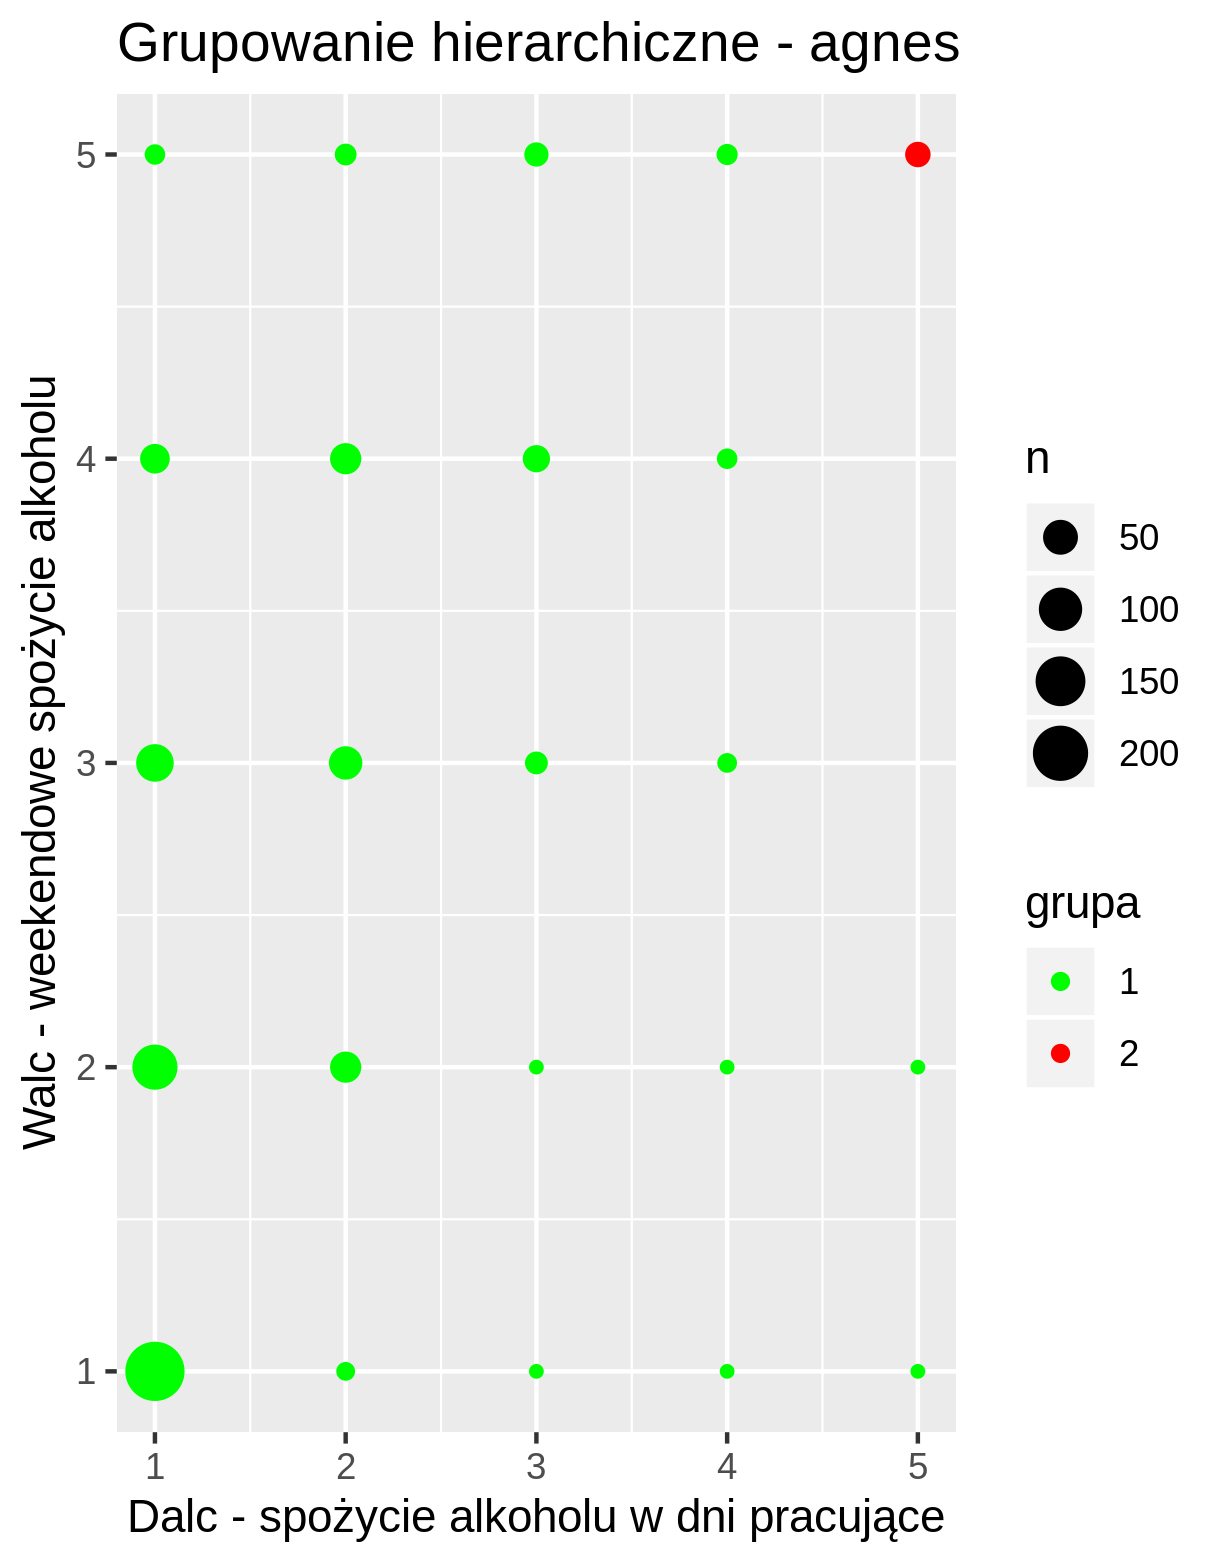 Grupowanie hierarchiczne - agnes
5
4
3
2
1
Walc - weekendowe spożycie alkoholu
1 2 3 4 5
Dalc - spożycie alkoholu w dni pracujące
n
50
100
150
200
grupa
1
2